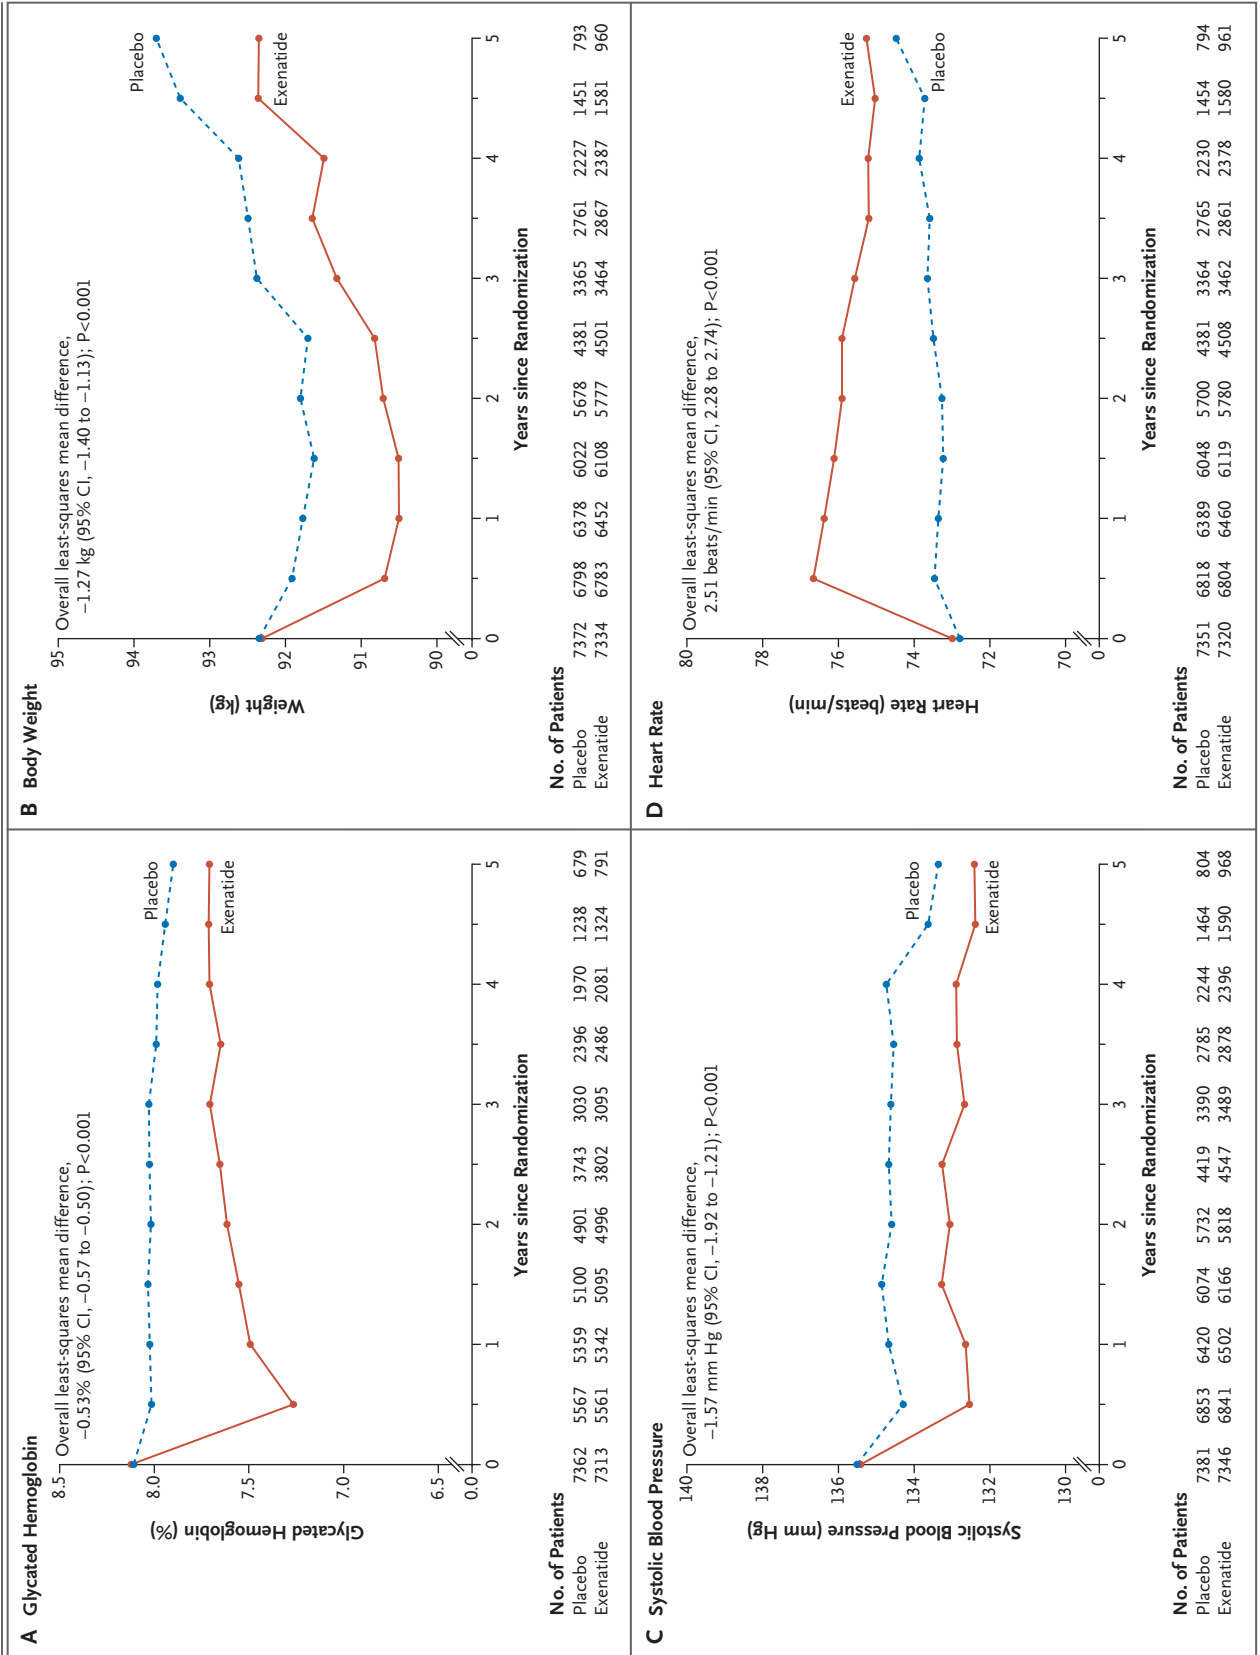 A Glycated Hemoglobin
Overall least-squares mean difference,
−0.53% (95% CI, −0.57 to −0.50); P<0.001
Glycated Hemoglobin (%)
8.5
8.0
7.5
7.0
6.5
0.0
Placebo
Exenatide
0 1 2 3 4 5
Years since Randomization
No. of Patients
Placebo 7362 5567 5359 5100 4901 3743 3030 2396 1970 1238 679
Exenatide 7313 5561 5342 5095 4996 3802 3095 2486 2081 1324 791
B Body Weight
Overall least-squares mean difference,
−1.27 kg (95% CI, −1.40 to −1.13); P<0.001
Weight (kg)
95
94
93
92
91
90
0
Placebo
Exenatide
0 1 2 3 4 5
Years since Randomization
No. of Patients
Placebo 7372 6798 6378 6022 5678 4381 3365 2761 2227 1451 793
Exenatide 7334 6783 6452 6108 5777 4501 3464 2867 2387 1581 960
C Systolic Blood Pressure
Overall least-squares mean difference,
−1.57 mm Hg (95% CI, −1.92 to −1.21); P<0.001
Systolic Blood Pressure (mm Hg)
140
138
136
134
132
130
0
Placebo
Exenatide
0 1 2 3 4 5
Years since Randomization
No. of Patients
Placebo 7381 6853 6420 6074 5732 4419 3390 2785 2244 1464 804
Exenatide 7346 6841 6502 6166 5818 4547 3489 2878 2396 1590 968
D Heart Rate
Overall least-squares mean difference,
2.51 beats/min (95% CI, 2.28 to 2.74); P<0.001
Heart Rate (beats/min)
80
78
76
74
72
70
0
Exenatide
Placebo
0 1 2 3 4 5
Years since Randomization
No. of Patients
Placebo 7351 6818 6389 6048 5700 4381 3364 2765 2230 1454 794
Exenatide 7320 6804 6460 6119 5780 4508 3462 2861 2378 1580 961